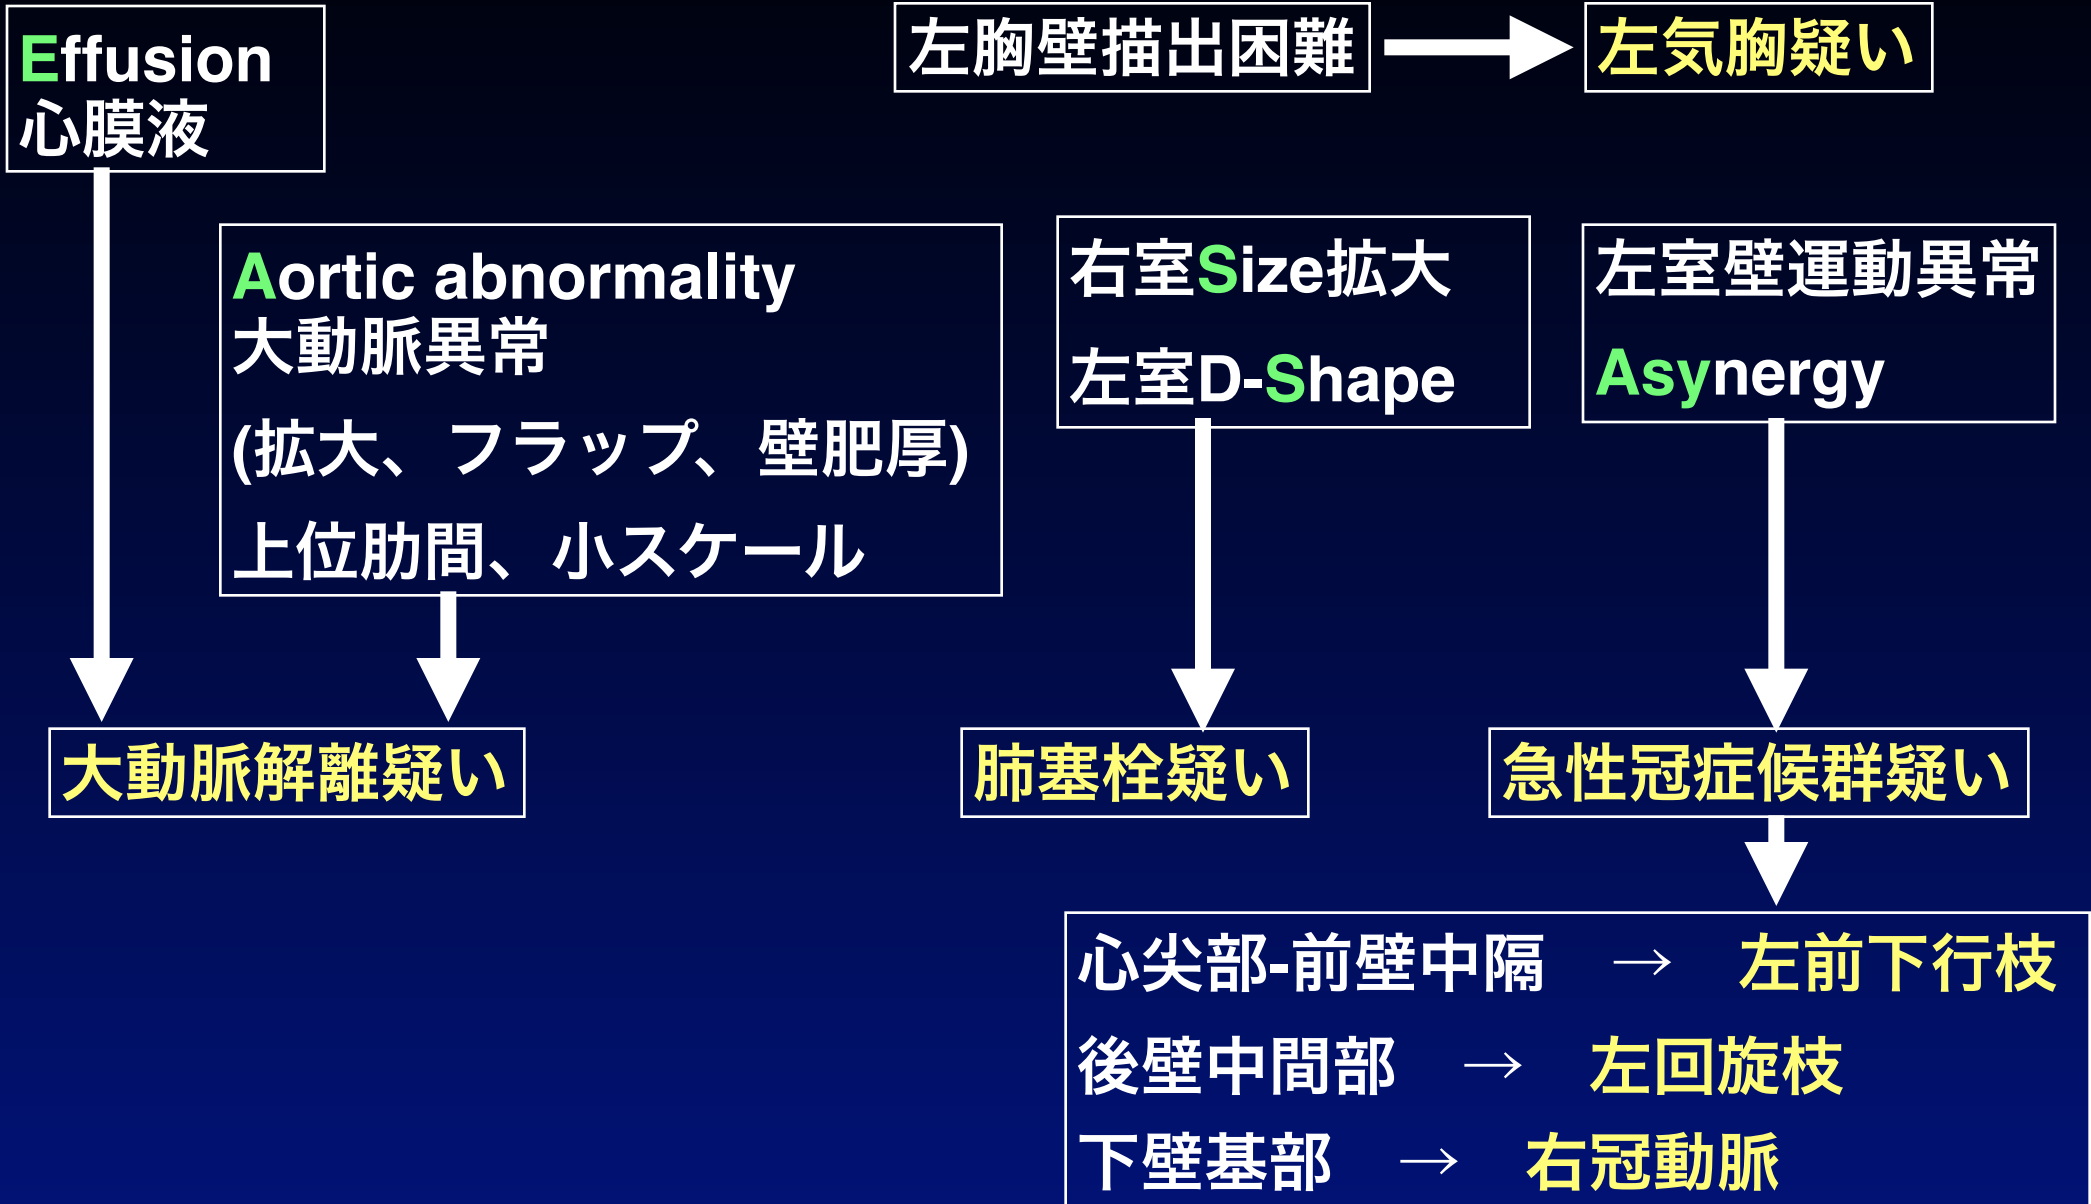 Effusion
心膜液
左胸壁描出困難
左気胸疑い
Aortic abnormality
大動脈異常
(拡大、フラップ、壁肥厚)
上位肋間、小スケール
右室Size拡大
左室D-Shape
左室壁運動異常
Asynergy
大動脈解離疑い
肺塞栓疑い
急性冠症候群疑い
心尖部-前壁中隔 → 左前下行枝
後壁中間部 → 左回旋枝
下壁基部 → 右冠動脈